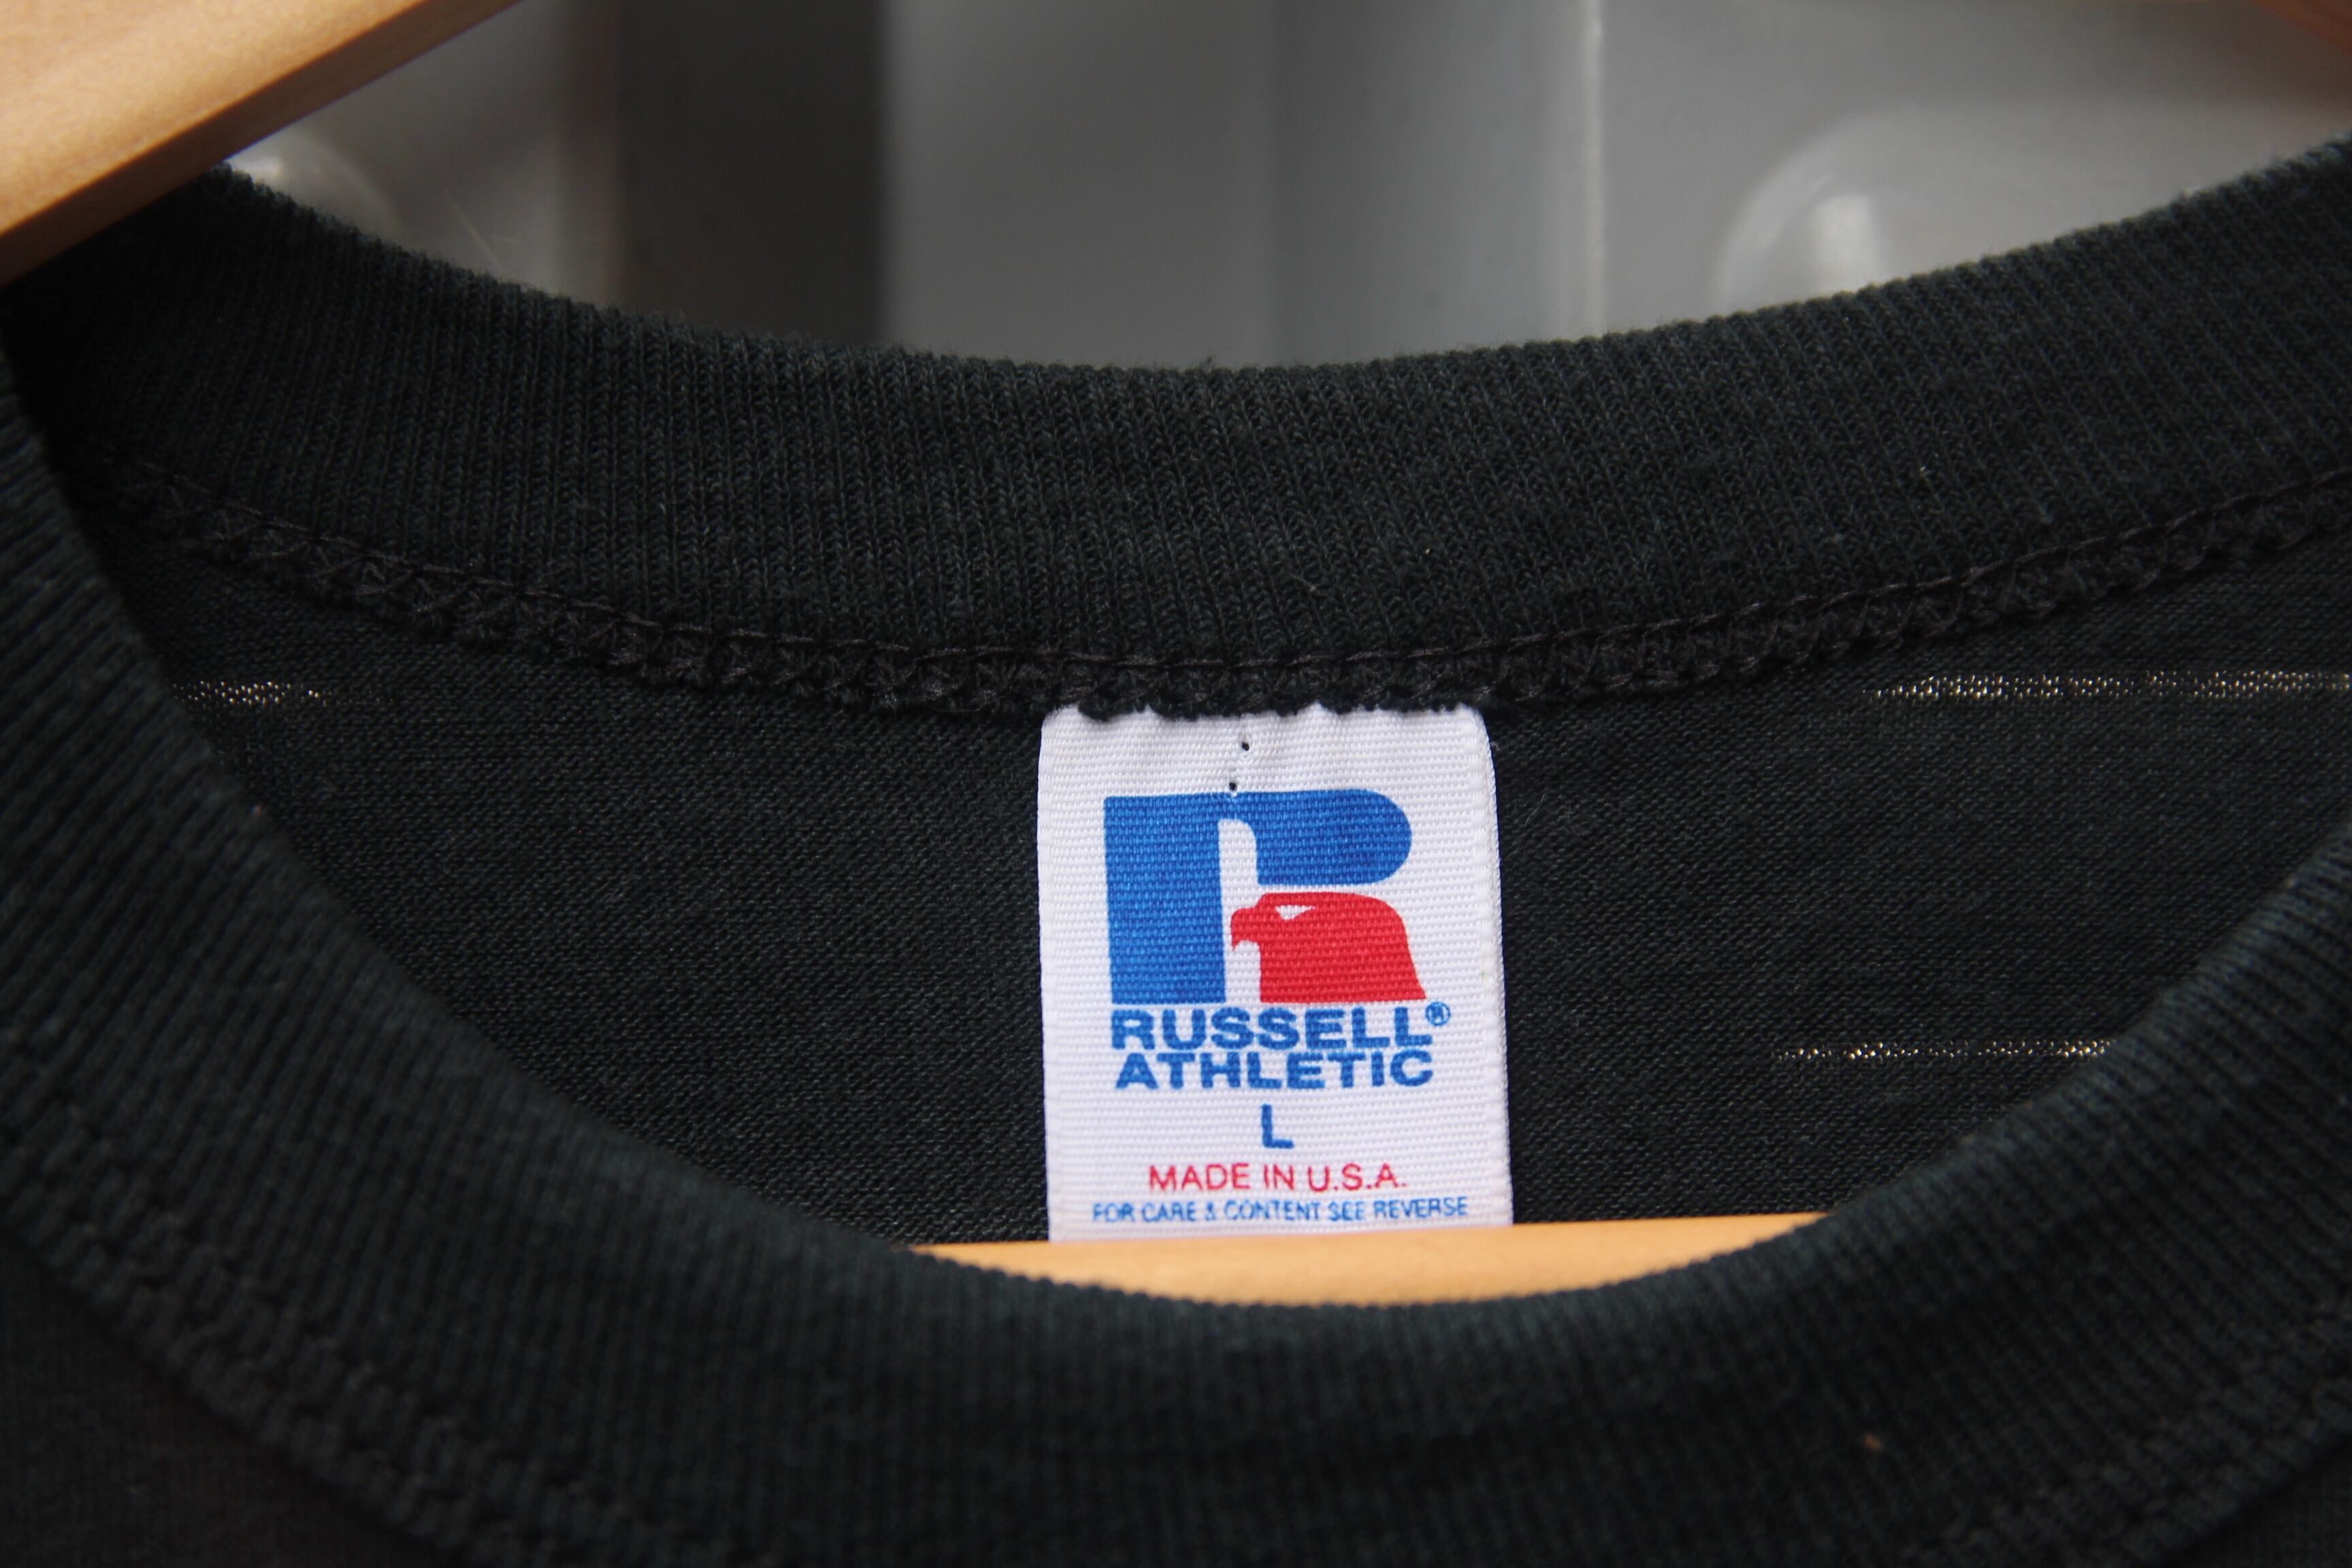 RUSSELL®
ATHLETIC
L
MADE IN U.S.A.
FOR CARE & CONTENT SEE REVERSE